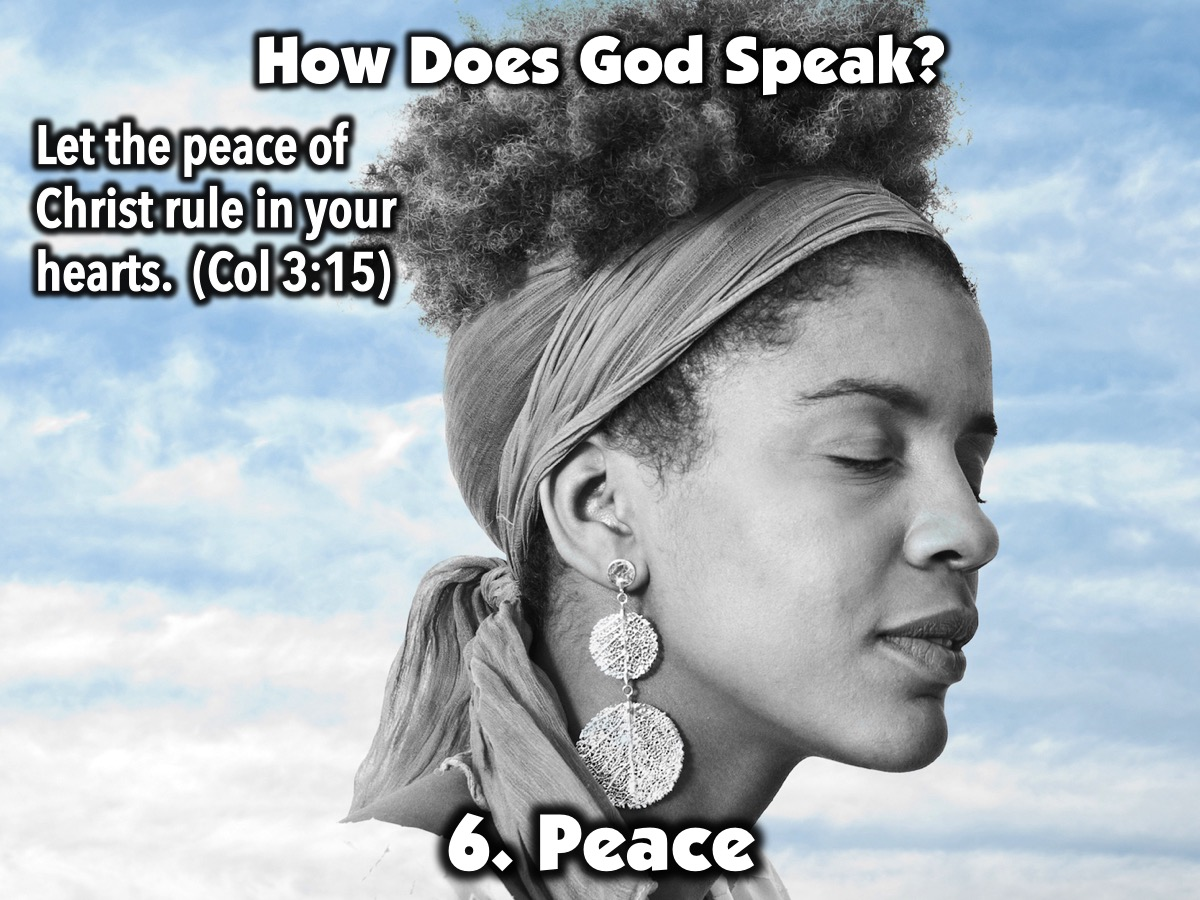 How Does God Speak?
Let the peace of
Christ rule in your
hearts. (Col 3:15)
6. Peace